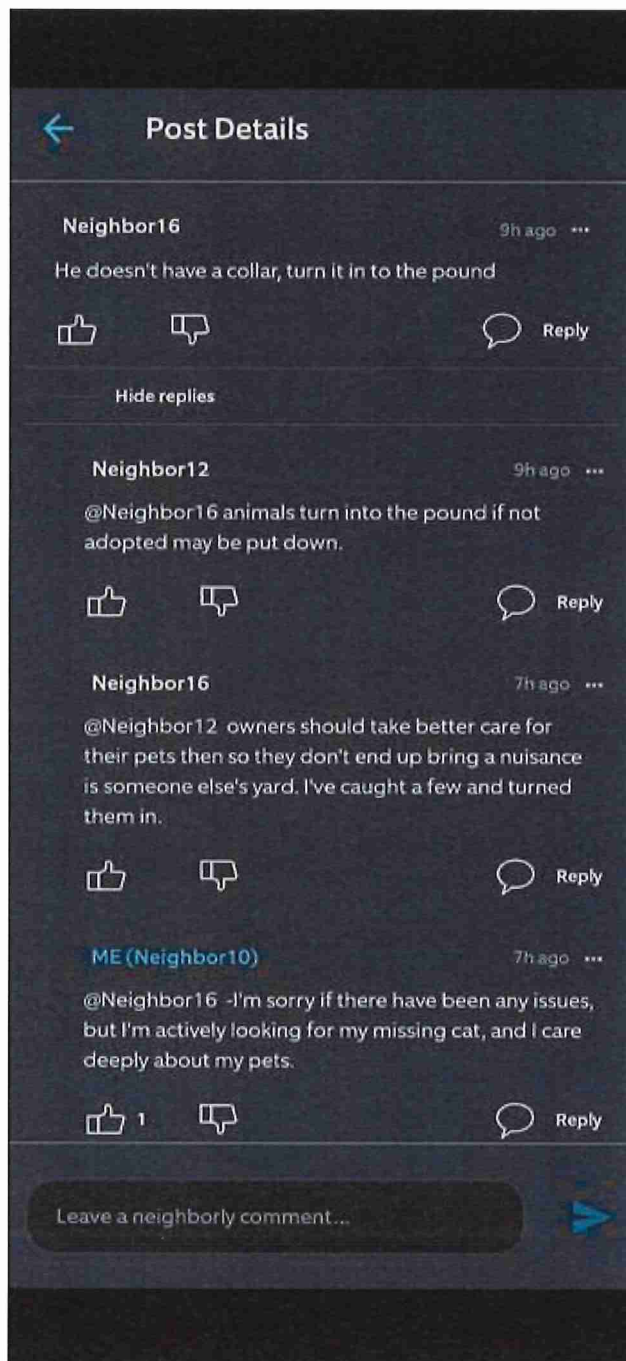 Post Details
Neighbor16
9h ago
He doesn't have a collar, turn it in to the pound
Reply
Hide replies
Neighbor12
9h ago
@Neighbor16 animals turn into the pound if not
adopted may be put down.
Reply
Neighbor16
7h ago
@Neighbor12 owners should take better care for
their pets then so they don't end up bring a nuisance
is someone else's yard. I've caught a few and turned
them in.
Reply
ME (Neighbor10)
7h ago
@Neighbor16 -I'm sorry if there have been any issues,
but I'm actively looking for my missing cat, and I care
deeply about my pets.
1
Reply
Leave a neighborly comment...